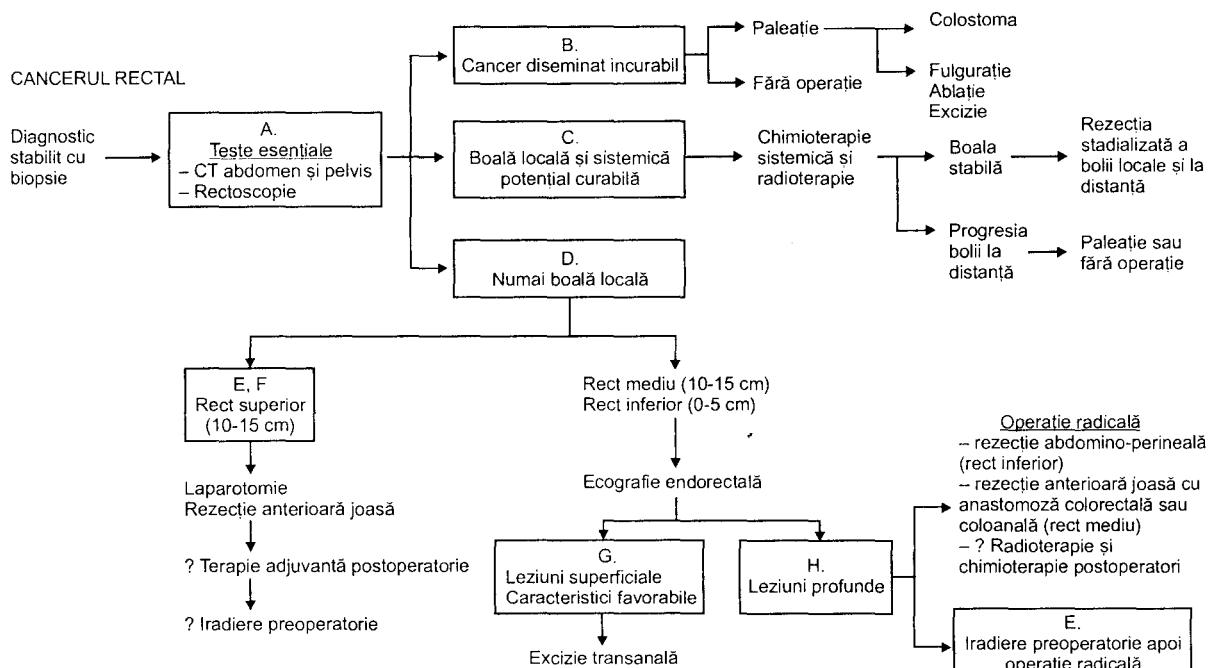 CANCERUL RECTAL
Diagnostic
stabilit cu
biopsie
A.
Teste esențiale
– CT abdomen și pelvis
– Rectoscopie
B.
Cancer diseminat incurabil
Paleație
Fără operație
Colostoma
Fulgurație
Ablație
Excizie
C.
Boală locală și sistemică
potențial curabilă
Chimioterapie
sistemică și
radioterapie
Boala
stabilă
Rezecția
stadializată a
bolii locale și la
distanță
Progresia
bolii la
distanță
Paleație sau
fără operație
D.
Numai boală locală
E, F
Rect superior
(10-15 cm)
Laparotomie
Rezecție anterioară joasă
? Terapie adjuvantă postoperatorie
? Iradiere preoperatorie
Rect mediu (10-15 cm)
Rect inferior (0-5 cm)
Ecografie endorectală
G.
Leziuni superficiale
Caracteristici favorabile
Excizie transanală
H.
Leziuni profunde
Operatie radicală
– rezecție abdomino-perineală
(rect inferior)
– rezecție anterioară joasă cu
anastomoză colorectală sau
coloanală (rect mediu)
– ? Radioterapie și
chimioterapie postoperatori
E.
Iradiere preoperatorie apoi
operație radicală